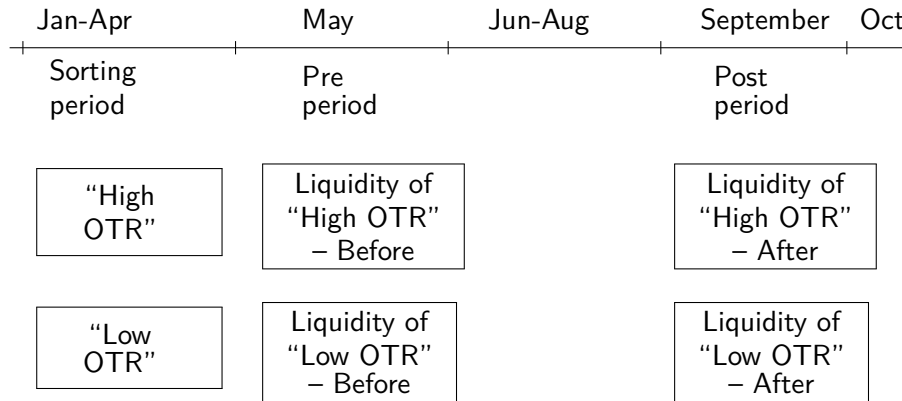 Jan-Apr May Jun-Aug September Oct
Sorting period
Pre period
Post period
“High OTR”
Liquidity of “High OTR” – Before
Liquidity of “High OTR” – After
“Low OTR”
Liquidity of “Low OTR” – Before
Liquidity of “Low OTR” – After